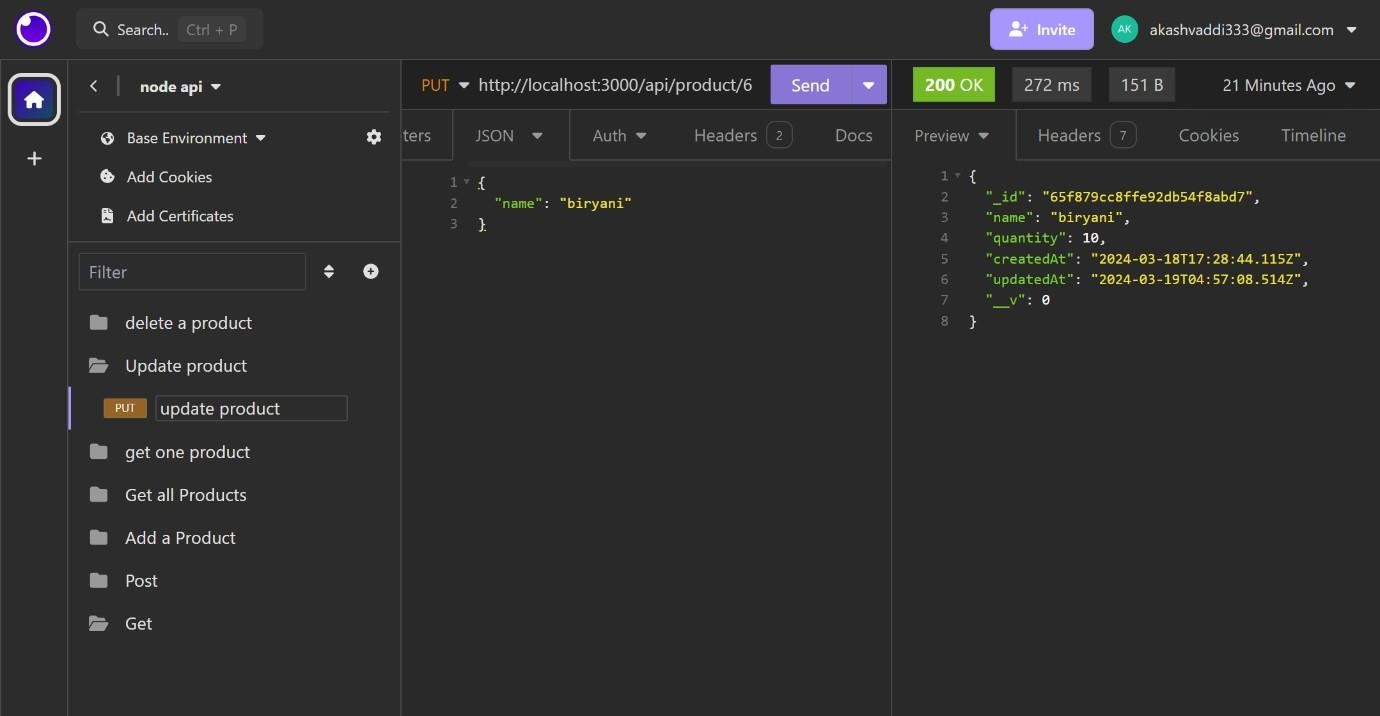 Search.. Ctrl + P
Invite
AK akashvaddi333@gmail.com
node api
Base Environment
Add Cookies
Add Certificates
Filter
delete a product
Update product
PUT update product
get one product
Get all Products
Add a Product
Post
Get
PUT http://localhost:3000/api/product/6 Send
ters JSON Auth Headers 2 Docs
1 {
2 "name": "biryani"
3 }
200 OK 272 ms 151 B 21 Minutes Ago
Preview Headers 7 Cookies Timeline
1 {
2 "_id": "65f879cc8ffe92db54f8abd7",
3 "name": "biryani",
4 "quantity": 10,
5 "createdAt": "2024-03-18T17:28:44.115Z",
6 "updatedAt": "2024-03-19T04:57:08.514Z",
7 "__v": 0
8 }